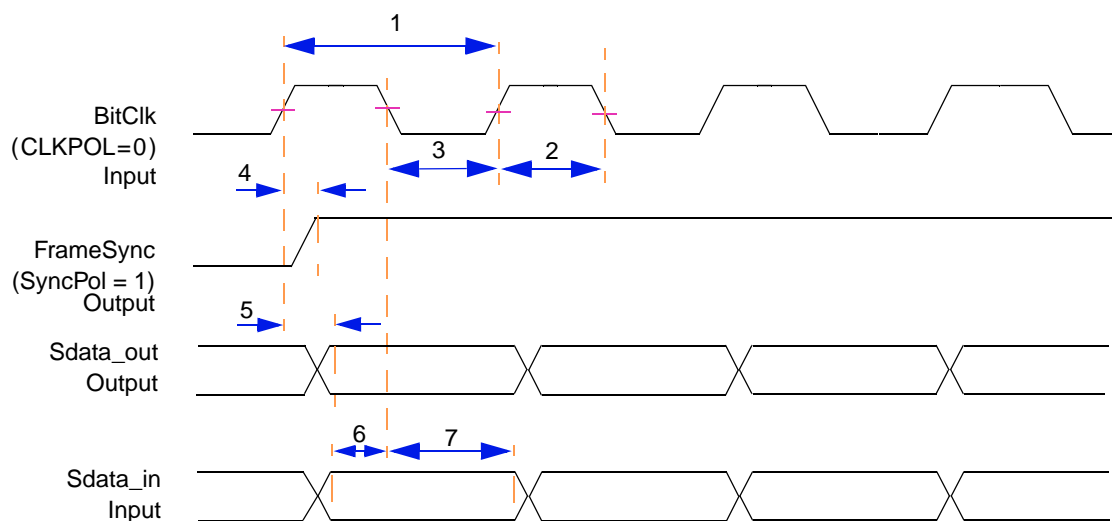 1
BitClk
(CLKPOL=0)
Input
3
2
4
FrameSync
(SyncPol = 1)
Output
5
Sdata_out
Output
6
7
Sdata_in
Input